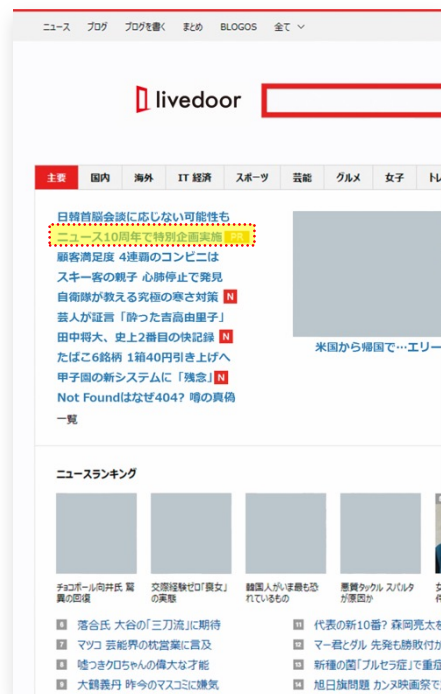 ニュース ブログ ブログを書く まとめ BLOGOS 全て
livedoor
主要 国内 海外 IT 経済 スポーツ 芸能 グルメ 女子 トレ
日韓首脳会談に応じない可能性も
ニュース10周年で特別企画実施 PR
顧客満足度 4連覇のコンビニは
スキー客の親子 心肺停止で発見
自衛隊が教える究極の寒さ対策 N
芸人が証言「酔った吉高由里子」
田中将大、史上2番目の快記録 N
たばこ6銘柄 1箱40円引き上げへ
甲子園の新システムに「残念」 N
Not Foundはなぜ404? 噂の真偽
一覧
米国から帰国で…エリー
ニュースランキング
チョコボール向井氏 驚異の回復
交際経験ゼロ「喪女」の実態
韓国人がいま最も恐れているもの
悪質タックル スパルタが原因か
6 落合氏 大谷の「三刀流」に期待
7 マツコ 芸能界の枕営業に言及
8 嘘つきクロちゃんの偉大な才能
9 大鶴義丹 昨今のマスコミに嫌気
11 代表の新10番? 森岡亮太を
12 マー君とダル 先発も勝敗付か
13 新種の菌「ブルセラ症」で重症
14 旭日旗問題 カンヌ映画祭で